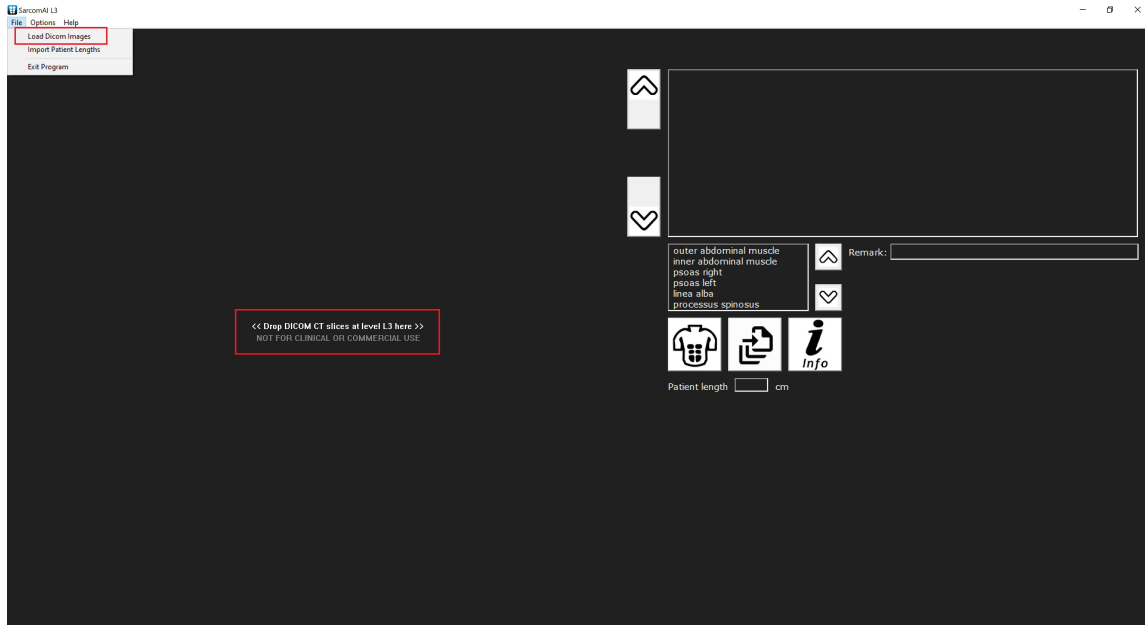 SarcomAI L3
File Options Help
Load Dicom Images
Import Patient Lengths
Exit Program
outer abdominal muscle
inner abdominal muscle
psoas right
psoas left
linea alba
processus spinosus
Remark:
<< Drop DICOM CT slices at level L3 here >>
NOT FOR CLINICAL OR COMMERCIAL USE
i
Info
Patient length cm